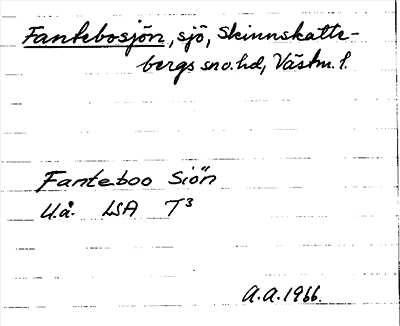 Fantebosjön, sjö, Skinnskatte-
bergs sn o. hd, Västm. l.
Fanteboo Siön
U.å. LSA T³
A.A. 1966.